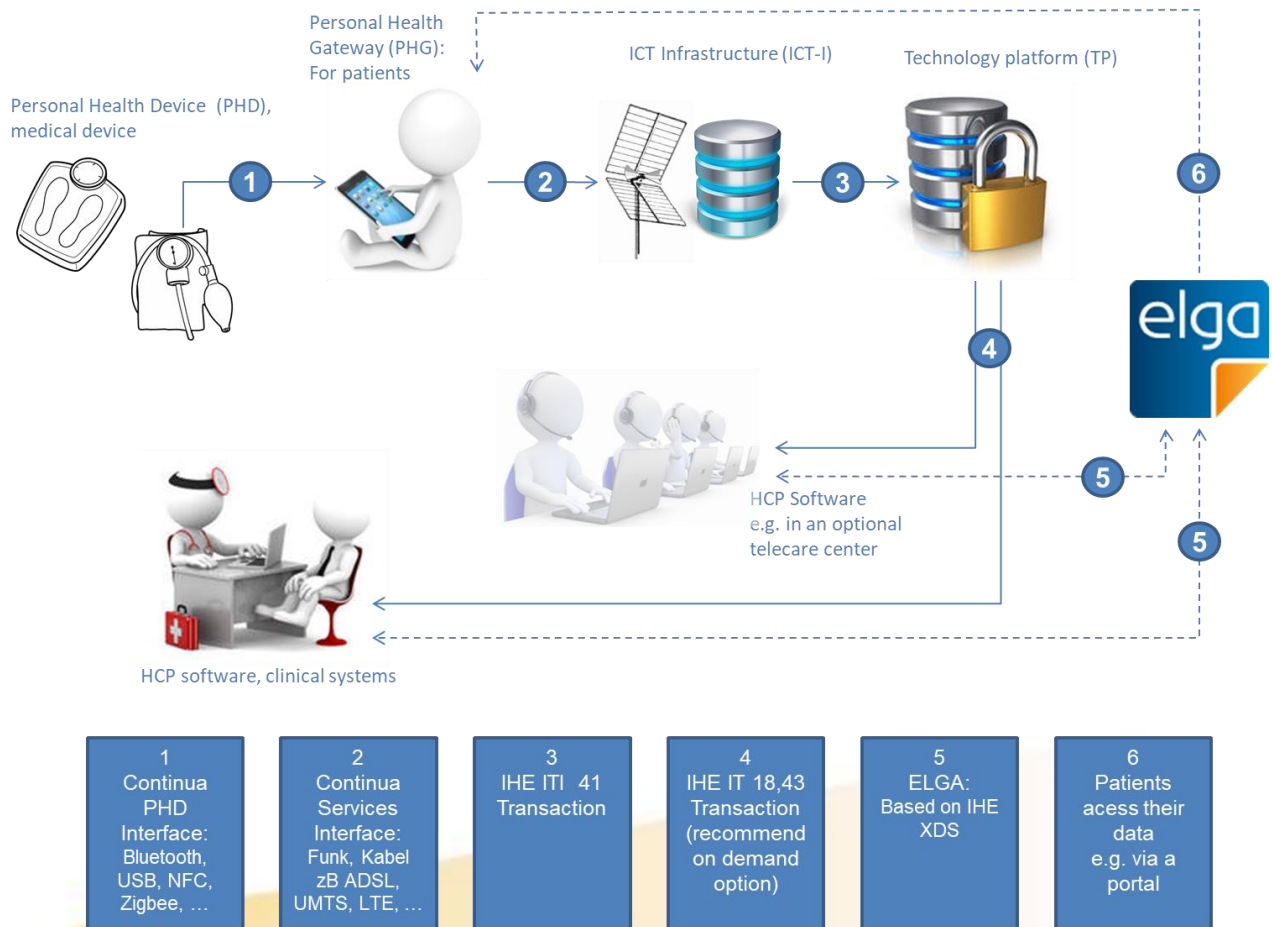 Personal Health
Gateway (PHG):
For patients
ICT Infrastructure (ICT-I)
Technology platform (TP)
Personal Health Device (PHD),
medical device
1
2
3
6
elga
4
5
HCP Software
e.g. in an optional
telecare center
5
HCP software, clinical systems
1
Continua
PHD
Interface:
Bluetooth,
USB, NFC,
Zigbee, ...
2
Continua
Services
Interface:
Funk, Kabel
zB ADSL,
UMTS, LTE, ...
3
IHE ITI 41
Transaction
4
IHE IT 18,43
Transaction
(recommend
on demand
option)
5
ELGA:
Based on IHE
XDS
6
Patients
acess their
data
e.g. via a
portal